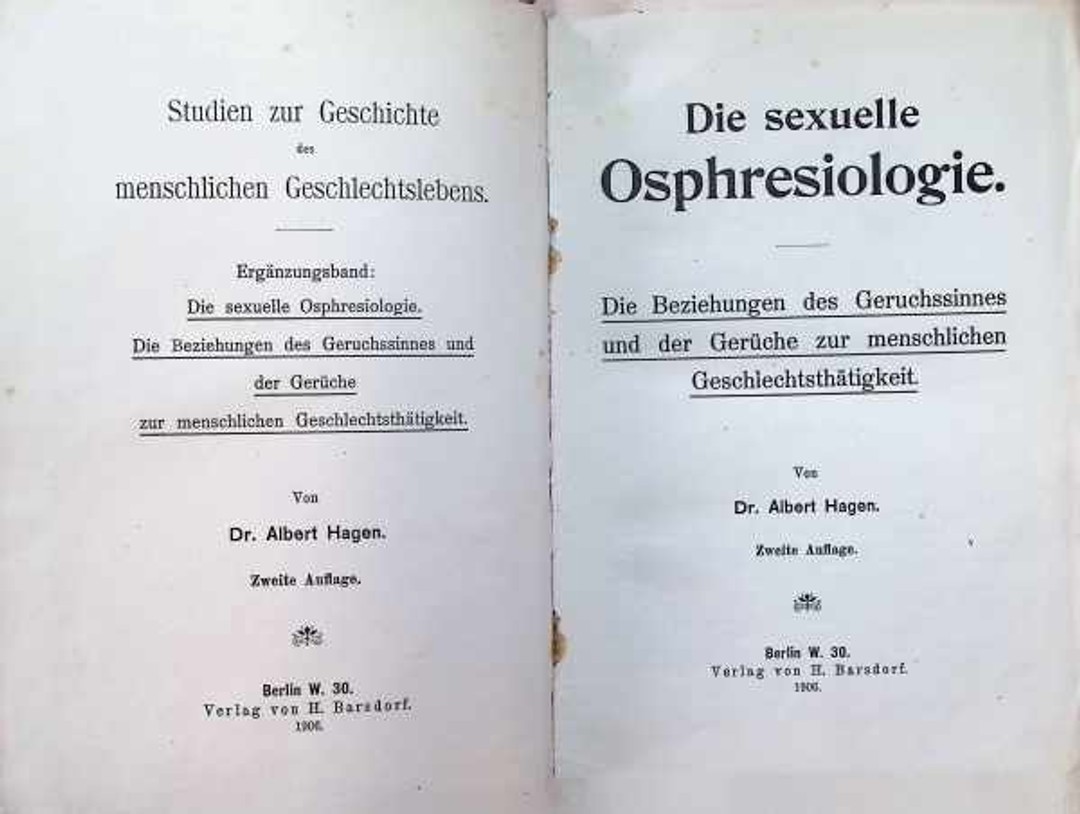 Studien zur Geschichte
des
menschlichen Geschlechtslebens.
Ergänzungsband:
Die sexuelle Osphresiologie.
Die Beziehungen des Geruchssinnes und
der Gerüche
zur menschlichen Geschlechtsthätigkeit.
Von
Dr. Albert Hagen.
Zweite Auflage.
Berlin W. 30.
Verlag von H. Barsdorf.
1906.
Die sexuelle
Osphresiologie.
Die Beziehungen des Geruchssinnes
und der Gerüche zur menschlichen
Geschlechtsthätigkeit.
Von
Dr. Albert Hagen.
Zweite Auflage.
Berlin W. 30.
Verlag von H. Barsdorf.
1906.